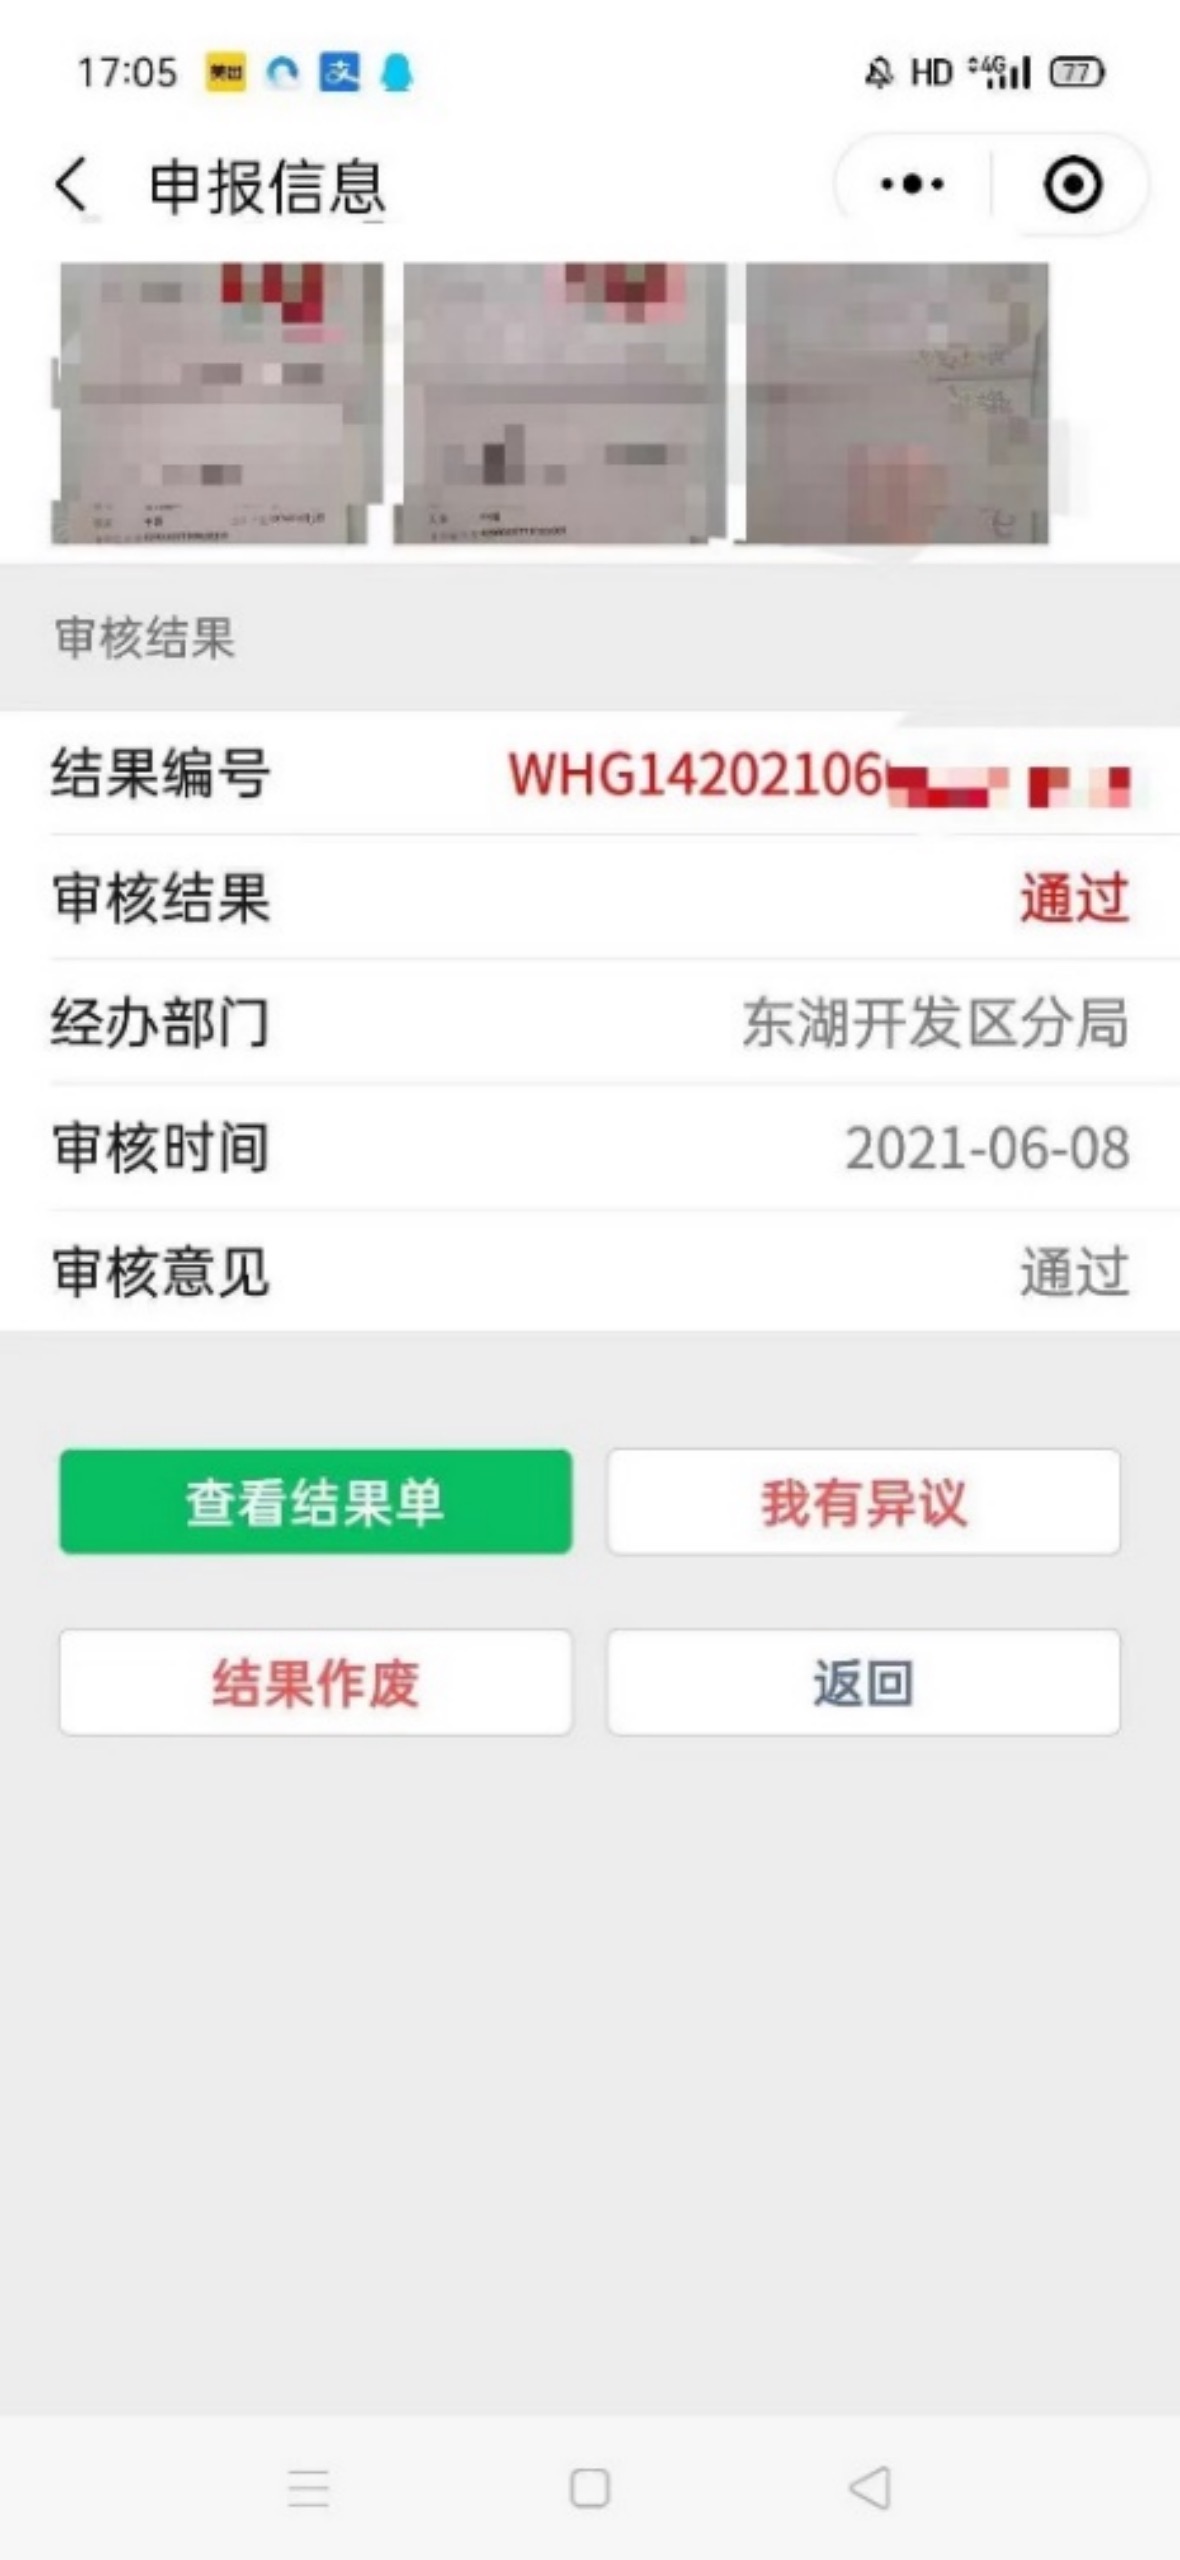 17:05 美团 支 HD 4G 77
申报信息
审核结果
结果编号 WHG14202106
审核结果 通过
经办部门 东湖开发区分局
审核时间 2021-06-08
审核意见 通过
查看结果单 我有异议
结果作废 返回